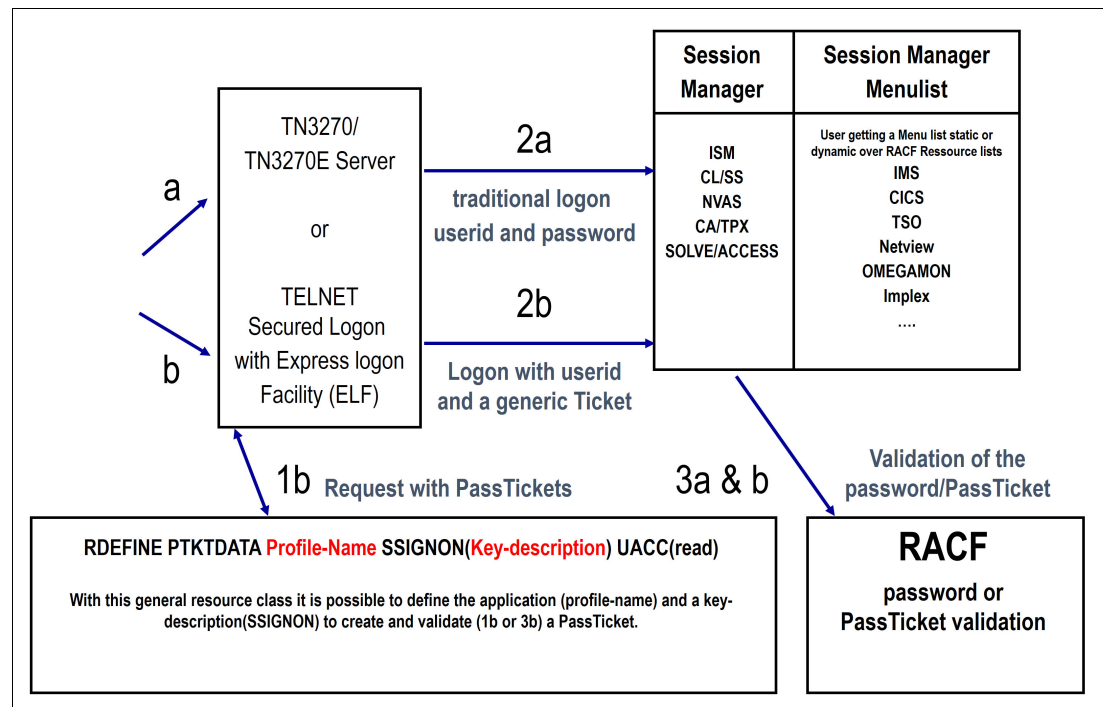 a
b
TN3270/
TN3270E Server
or
TELNET
Secured Logon
with Express logon
Facility (ELF)
2a
traditional logon
userid and password
2b
Logon with userid
and a generic Ticket
Session
Manager
ISM
CL/SS
NVAS
CA/TPX
SOLVE/ACCESS
Session Manager
Menulist
User getting a Menu list static or
dynamic over RACF Ressource lists
IMS
CICS
TSO
Netview
OMEGAMON
Implex
....
1b
Request with PassTickets
3a & b
Validation of the
password/PassTicket
RDEFINE PTKTDATA Profile-Name SSIGNON(Key-description) UACC(read)
With this general resource class it is possible to define the application (profile-name) and a key-
description(SSIGNON) to create and validate (1b or 3b) a PassTicket.
RACF
password or
PassTicket validation